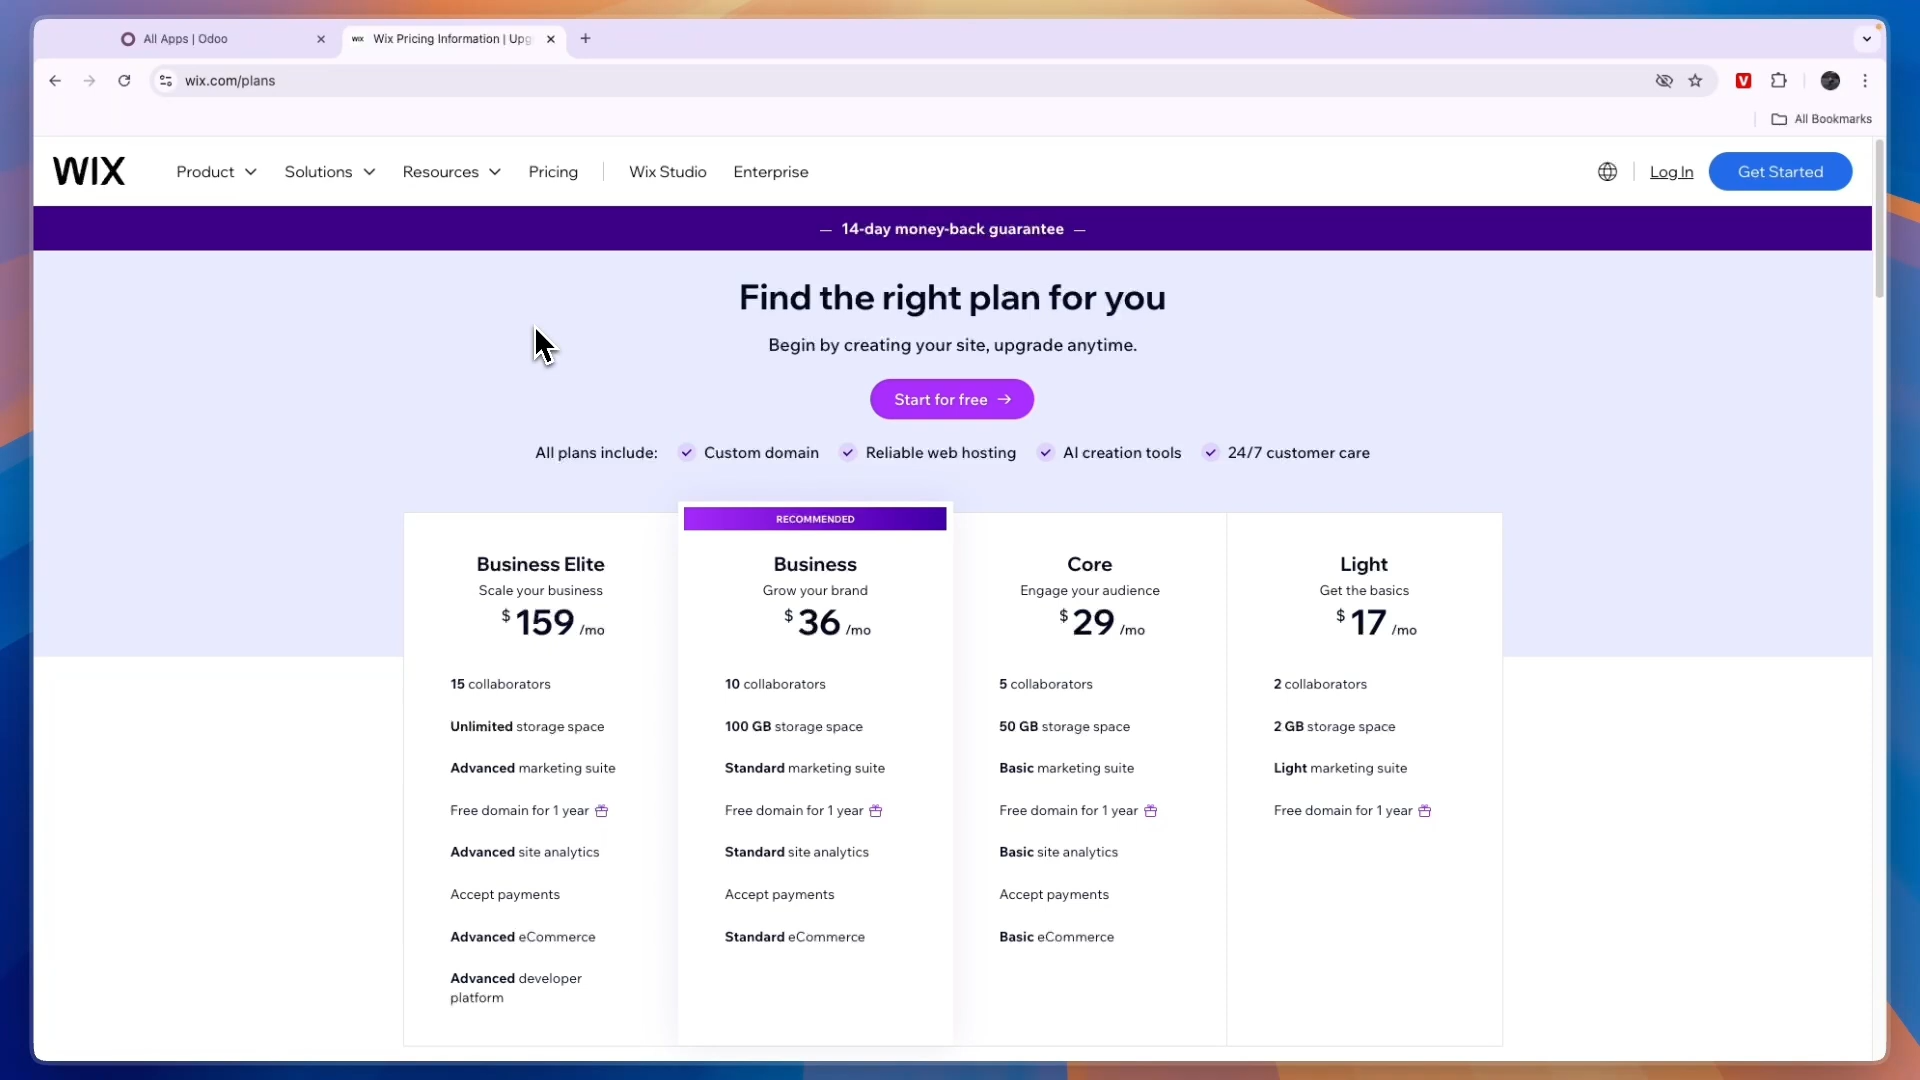 All Apps | Odoo
WIX Wix Pricing Information | Upg
wix.com/plans
All Bookmarks
WIX
Product
Solutions
Resources
Pricing
Wix Studio
Enterprise
Log In
Get Started
— 14-day money-back guarantee —
Find the right plan for you
Begin by creating your site, upgrade anytime.
Start for free →
All plans include: Custom domain Reliable web hosting AI creation tools 24/7 customer care
Business Elite
Scale your business
$ 159 /mo
15 collaborators
Unlimited storage space
Advanced marketing suite
Free domain for 1 year
Advanced site analytics
Accept payments
Advanced eCommerce
Advanced developer
platform
RECOMMENDED
Business
Grow your brand
$ 36 /mo
10 collaborators
100 GB storage space
Standard marketing suite
Free domain for 1 year
Standard site analytics
Accept payments
Standard eCommerce
Core
Engage your audience
$ 29 /mo
5 collaborators
50 GB storage space
Basic marketing suite
Free domain for 1 year
Basic site analytics
Accept payments
Basic eCommerce
Light
Get the basics
$ 17 /mo
2 collaborators
2 GB storage space
Light marketing suite
Free domain for 1 year